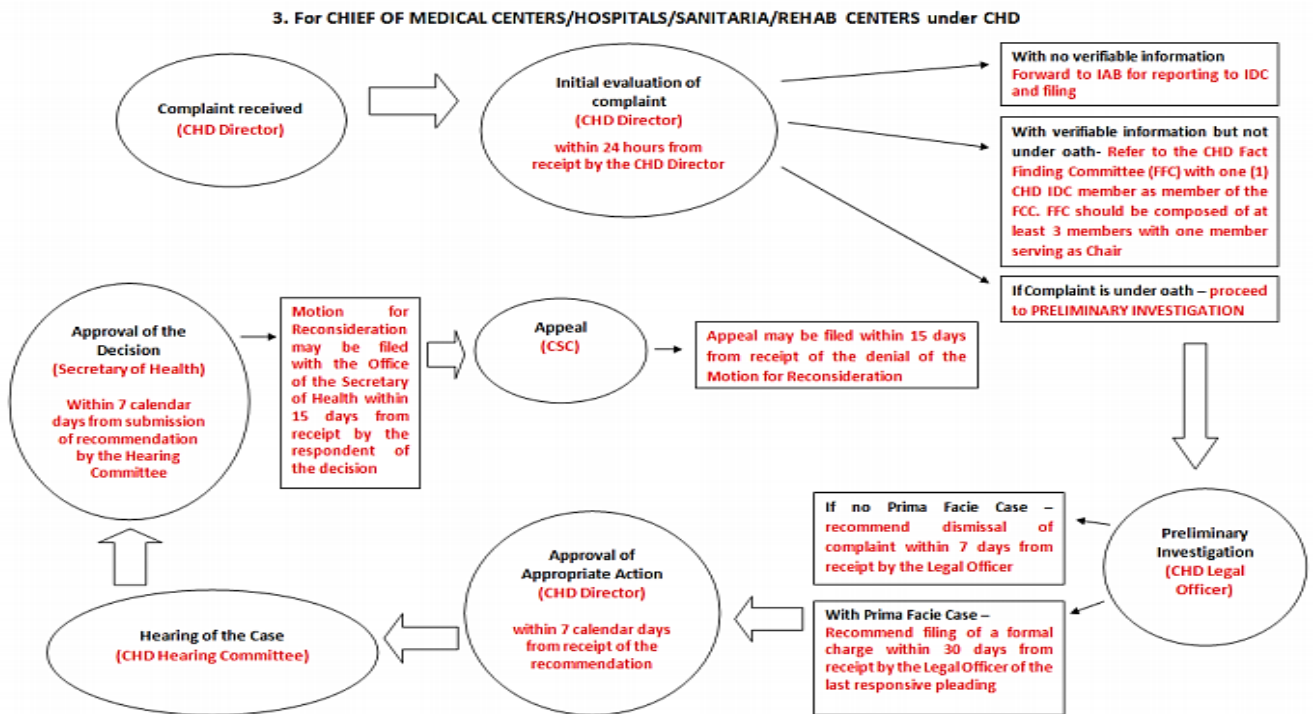 3. For CHIEF OF MEDICAL CENTERS/HOSPITALS/SANITARIA/REHAB CENTERS under CHD
Complaint received
(CHD Director)
Initial evaluation of
complaint
(CHD Director)
within 24 hours from
receipt by the CHD Director
With no verifiable information
Forward to IAB for reporting to IDC
and filing
With verifiable information but not
under oath- Refer to the CHD Fact
Finding Committee (FFC) with one (1)
CHD IDC member as member of the
FCC. FFC should be composed of at
least 3 members with one member
serving as Chair
If Complaint is under oath – proceed
to PRELIMINARY INVESTIGATION
Preliminary
Investigation
(CHD Legal
Officer)
If no Prima Facie Case –
recommend dismissal of
complaint within 7 days from
receipt by the Legal Officer
With Prima Facie Case –
Recommend filing of a formal
charge within 30 days from
receipt by the Legal Officer of the
last responsive pleading
Approval of
Appropriate Action
(CHD Director)
within 7 calendar days
from receipt of the
recommendation
Hearing of the Case
(CHD Hearing Committee)
Approval of the
Decision
(Secretary of Health)
Within 7 calendar
days from submission
of recommendation
by the Hearing
Committee
Motion for
Reconsideration
may be filed
with the Office
of the Secretary
of Health within
15 days from
receipt by the
respondent of
the decision
Appeal
(CSC)
Appeal may be filed within 15 days
from receipt of the denial of the
Motion for Reconsideration